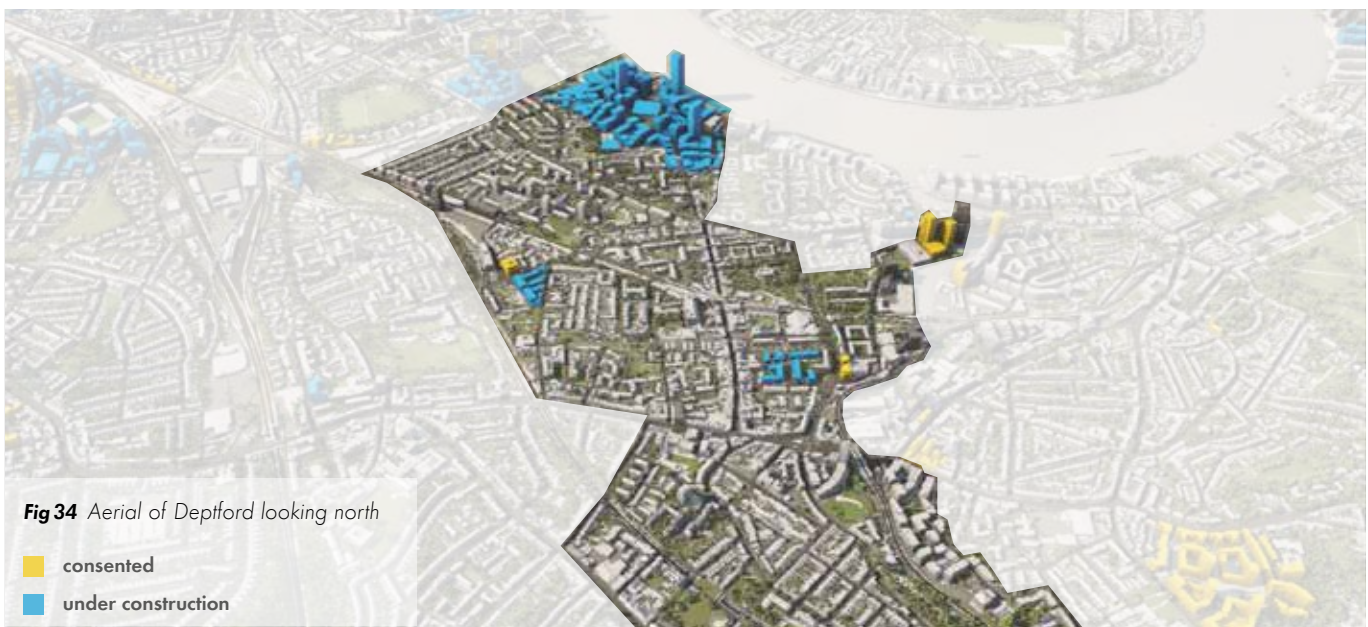 Fig 34 Aerial of Deptford looking north
consented
under construction